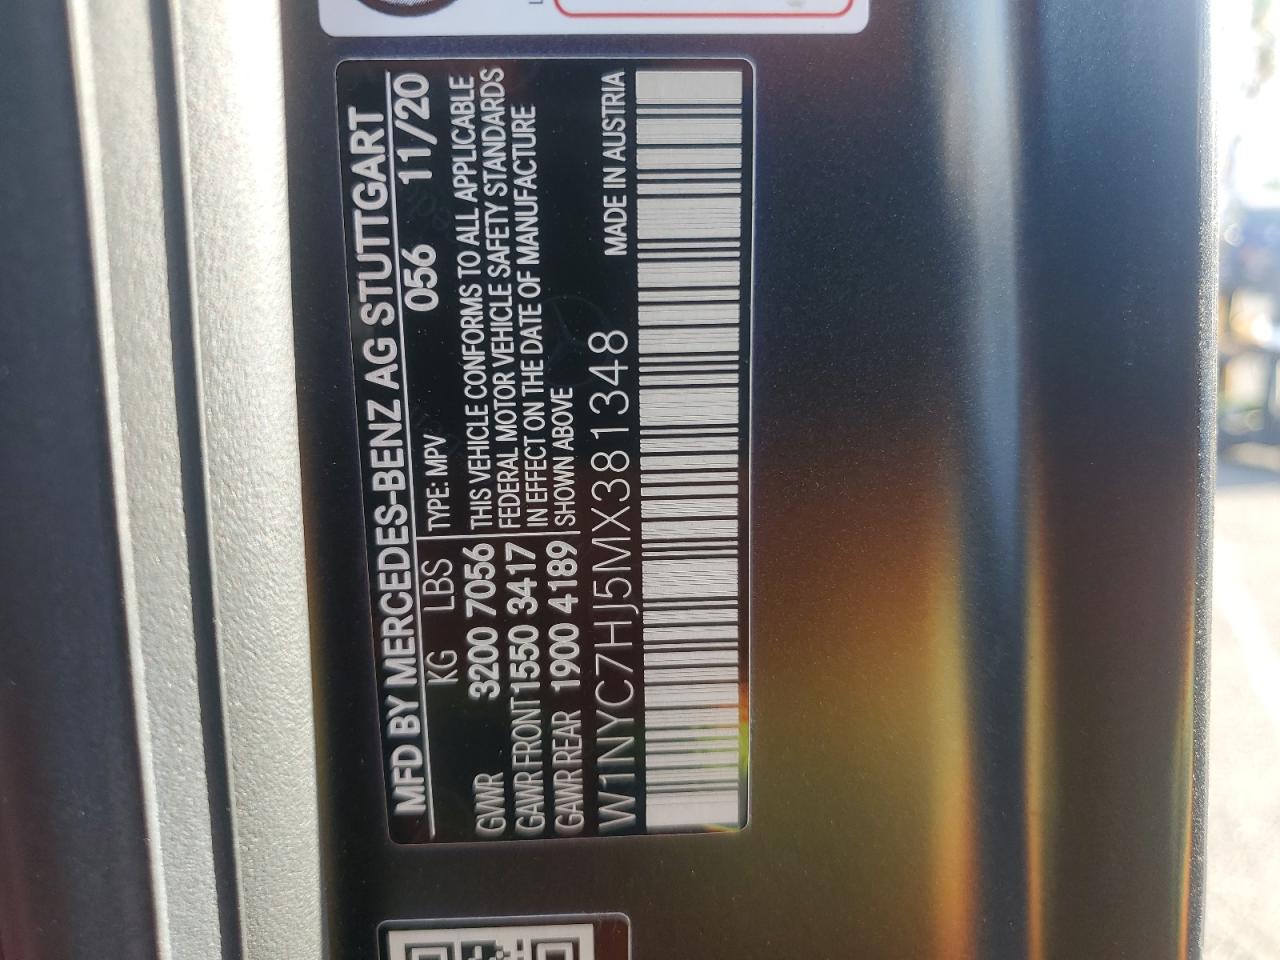 MFD BY MERCEDES-BENZ AG STUTTGART
KG LBS TYPE: MPV 056 11/20
GWR 3200 7056 THIS VEHICLE CONFORMS TO ALL APPLICABLE
GAWR FRONT 1550 3417 FEDERAL MOTOR VEHICLE SAFETY STANDARDS
IN EFFECT ON THE DATE OF MANUFACTURE
GAWR REAR 1900 4189 SHOWN ABOVE
W1NYC7HJ5MX381348 MADE IN AUSTRIA